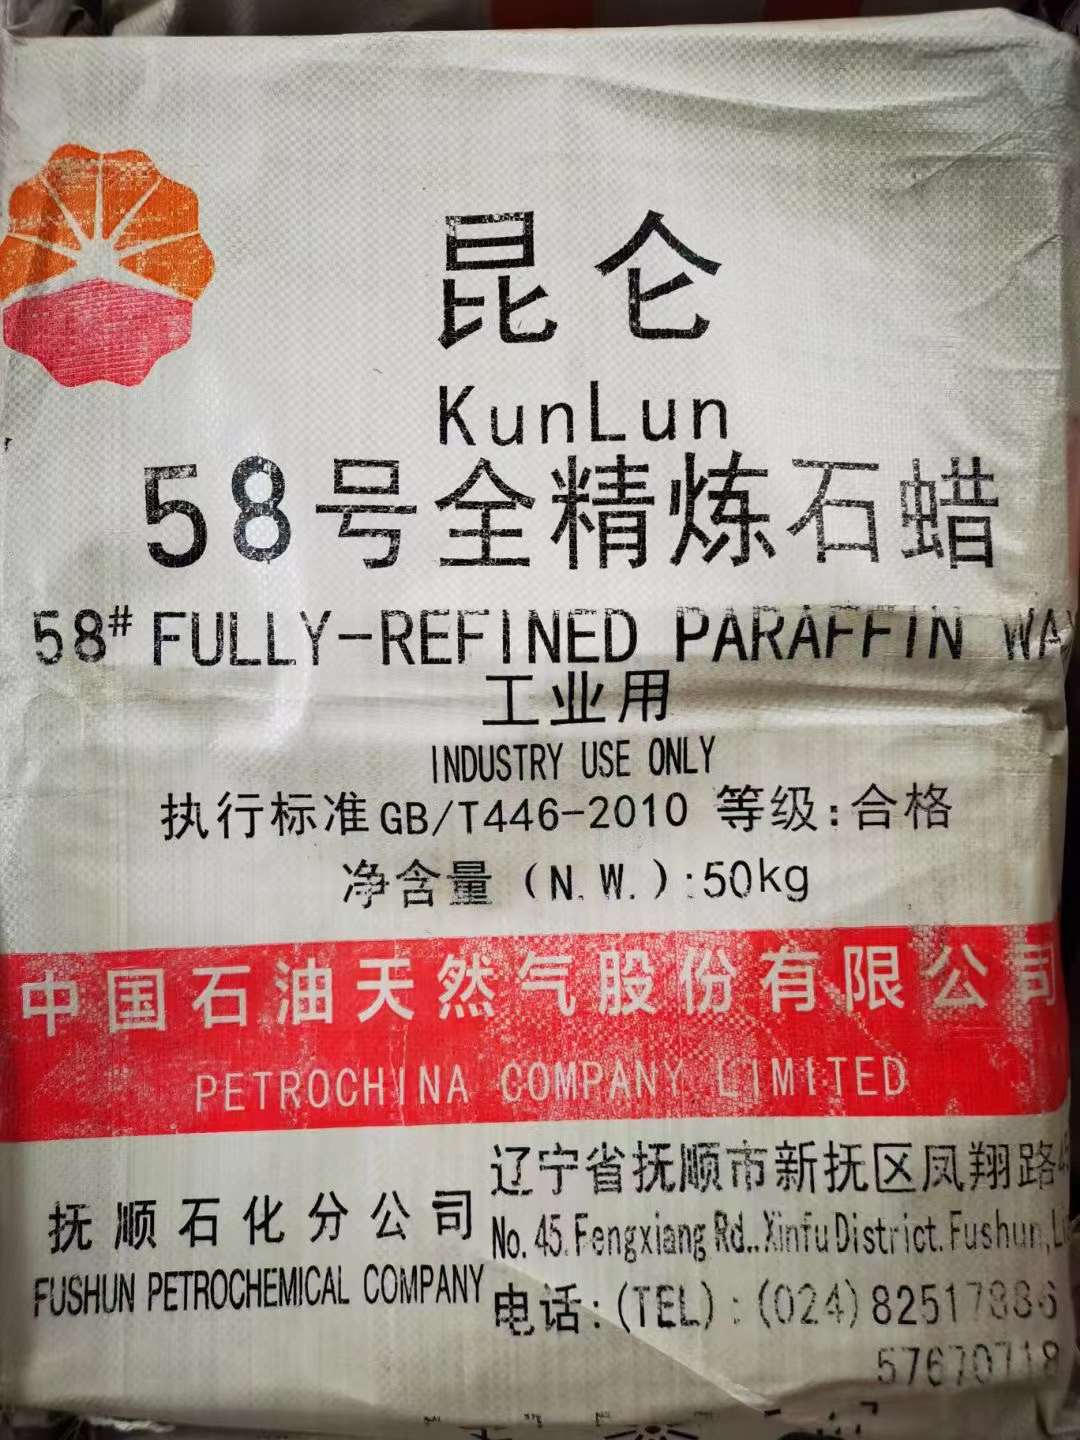 昆仑
KunLun
58号全精炼石蜡
58# FULLY-REFINED PARAFFIN
工业用
INDUSTRY USE ONLY
执行标准GB/T446-2010 等级:合格
净含量 (N.W.):50kg
中国石油天然气股份有限公司
PETROCHINA COMPANY LIMITED
抚顺石化分公司
FUSHUN PETROCHEMICAL COMPANY
辽宁省抚顺市新抚区凤翔路
No.45.Fengxiang Rd..Xinfu District.Fushun,
电话:(TEL):(024)82517886
57670718